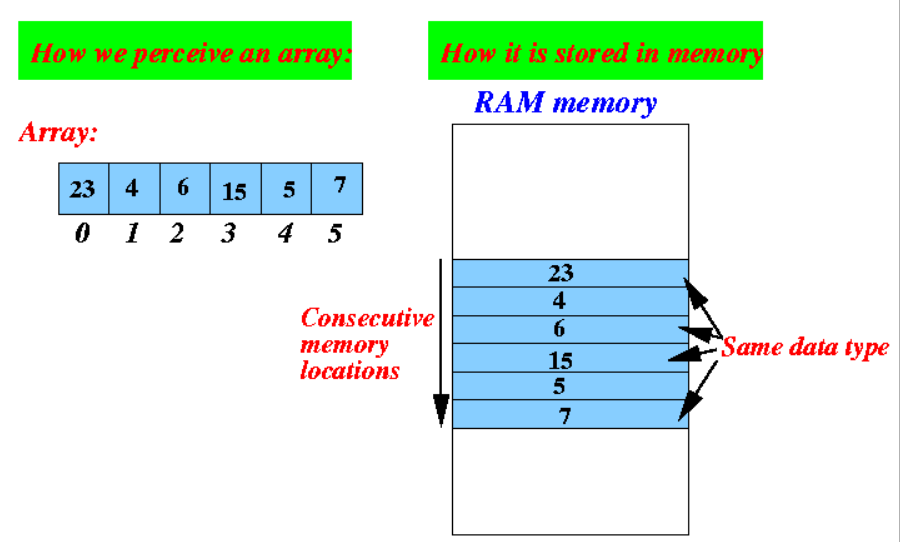 How we perceive an array:
How it is stored in memory
RAM memory
Array:
23 4 6 15 5 7
0 1 2 3 4 5
23
4
6
15
5
7
Consecutive
memory
locations
Same data type